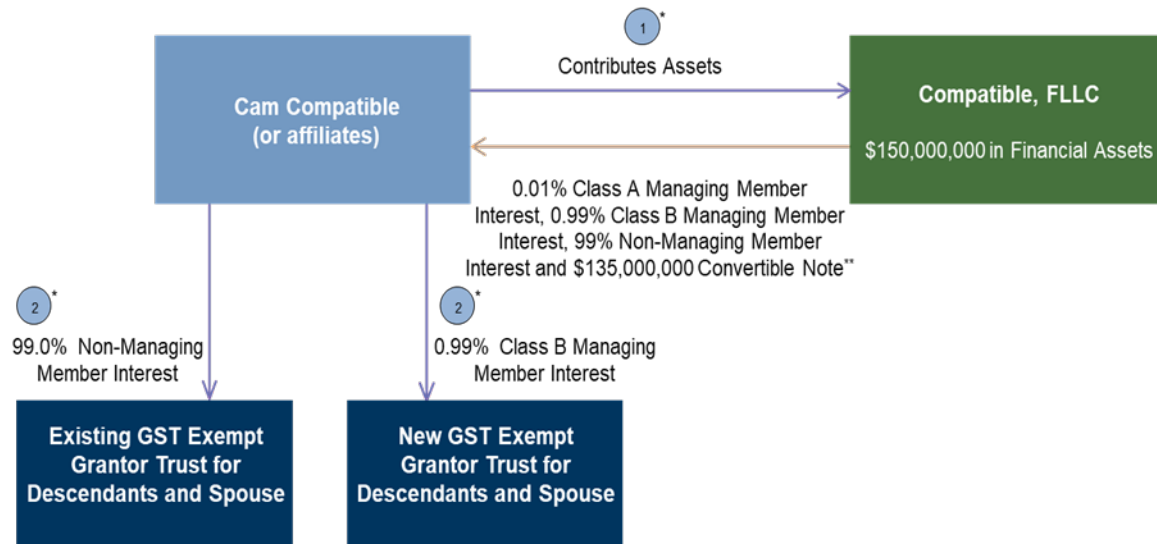 1*
Contributes Assets
Cam Compatible
(or affiliates)
Compatible, FLLC
$150,000,000 in Financial Assets
0.01% Class A Managing Member
Interest, 0.99% Class B Managing Member
Interest, 99% Non-Managing Member
Interest and $135,000,000 Convertible Note**
2*
99.0% Non-Managing
Member Interest
2*
0.99% Class B Managing
Member Interest
Existing GST Exempt
Grantor Trust for
Descendants and Spouse
New GST Exempt
Grantor Trust for
Descendants and Spouse